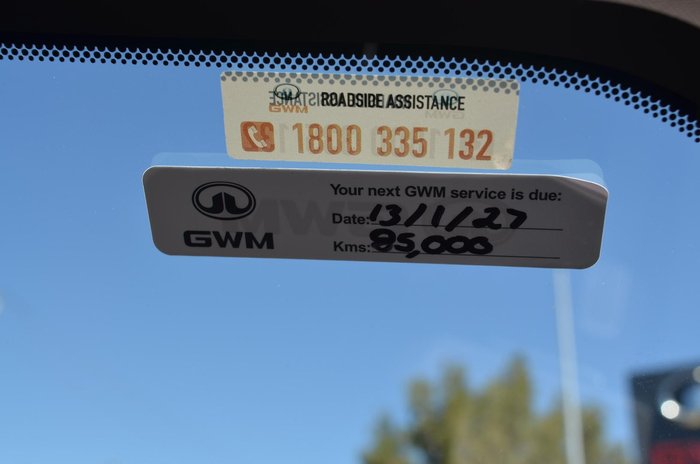 ROADSIDE ASSISTANCE
GWM
1800 335 132
Your next GWM service is due:
Date: 13/1/27
GWM
Kms: 85,000